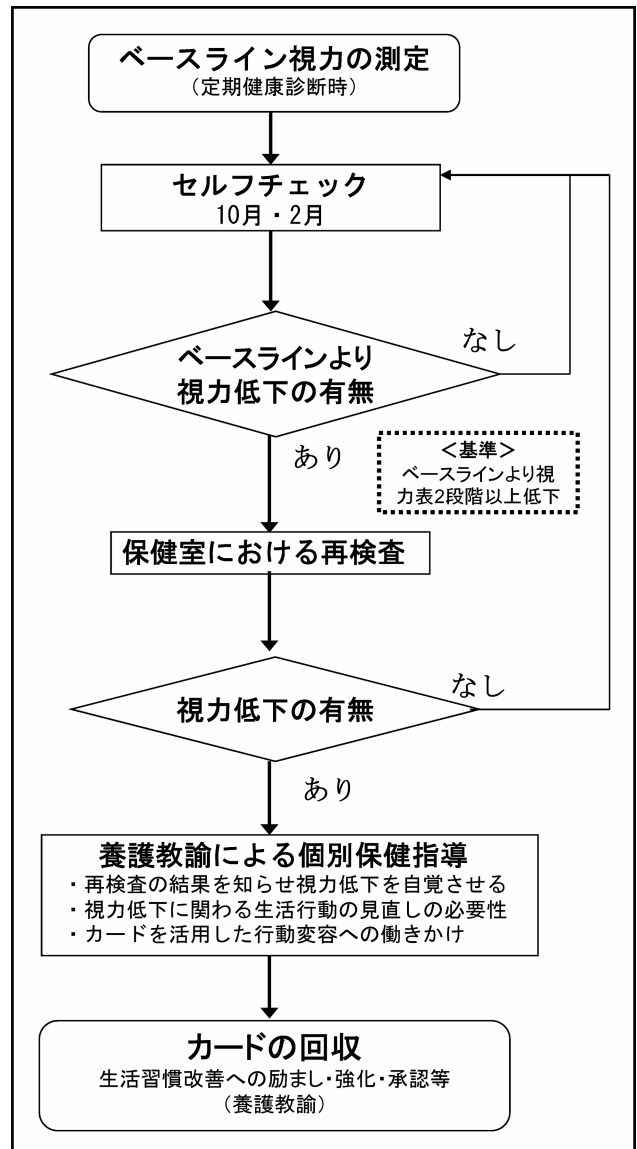 ベースライン視力の測定
（定期健康診断時）
セルフチェック
10月・2月
なし
ベースラインより
視力低下の有無
あり
＜基準＞
ベースラインより視
力表2段階以上低下
保健室における再検査
なし
視力低下の有無
あり
養護教諭による個別保健指導
・再検査の結果を知らせ視力低下を自覚させる
・視力低下に関わる生活行動の見直しの必要性
・カードを活用した行動変容への働きかけ
カードの回収
生活習慣改善への励まし・強化・承認等
（養護教諭）